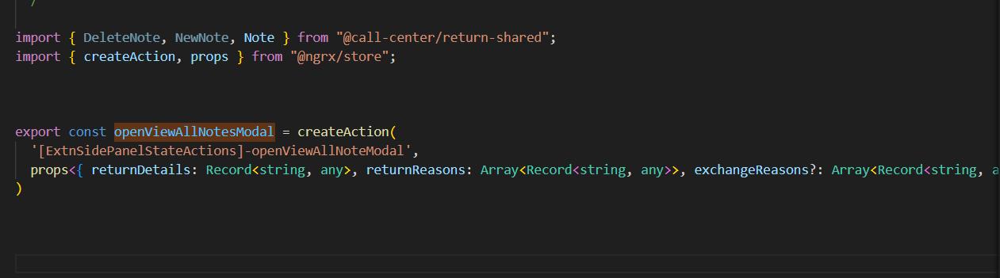 /
import { DeleteNote, NewNote, Note } from "@call-center/return-shared";
import { createAction, props } from "@ngrx/store";
export const openViewAllNotesModal = createAction(
'[ExtnSidePanelStateActions]-openViewAllNoteModal',
props<{ returnDetails: Record<string, any>, returnReasons: Array<Record<string, any>>, exchangeReasons?: Array<Record<string,
)